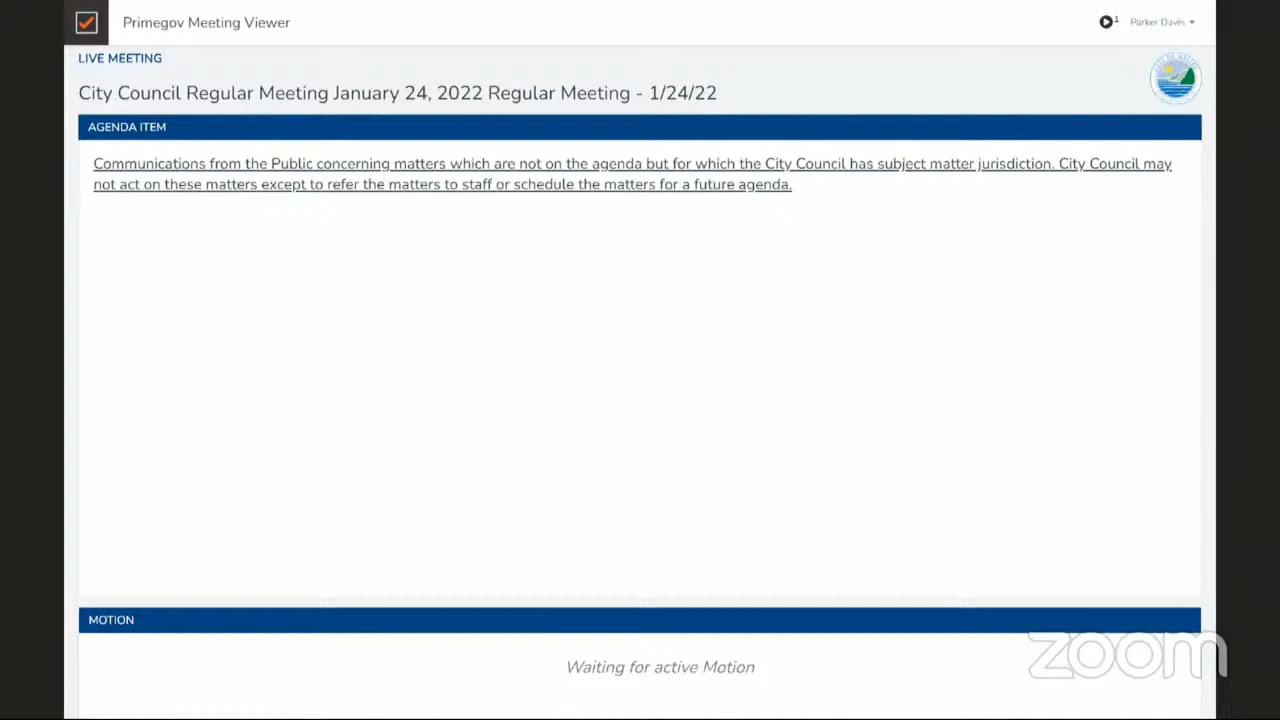 Primegov Meeting Viewer
1
Parker Davis
LIVE MEETING
City Council Regular Meeting January 24, 2022 Regular Meeting - 1/24/22
AGENDA ITEM
Communications from the Public concerning matters which are not on the agenda but for which the City Council has subject matter jurisdiction. City Council may
not act on these matters except to refer the matters to staff or schedule the matters for a future agenda.
MOTION
Waiting for active Motion
zoom